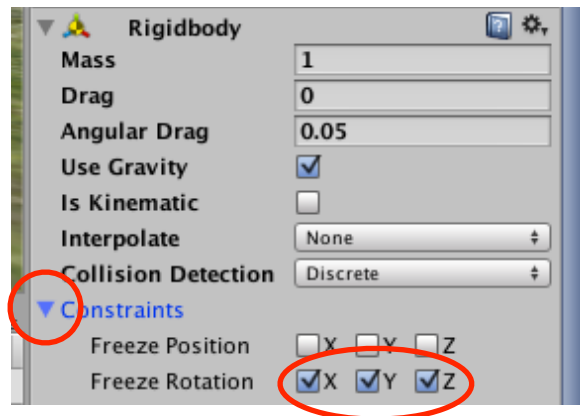 Rigidbody
Mass 1
Drag 0
Angular Drag 0.05
Use Gravity
Is Kinematic
Interpolate None
Collision Detection Discrete
Constraints
Freeze Position X Y Z
Freeze Rotation X Y Z